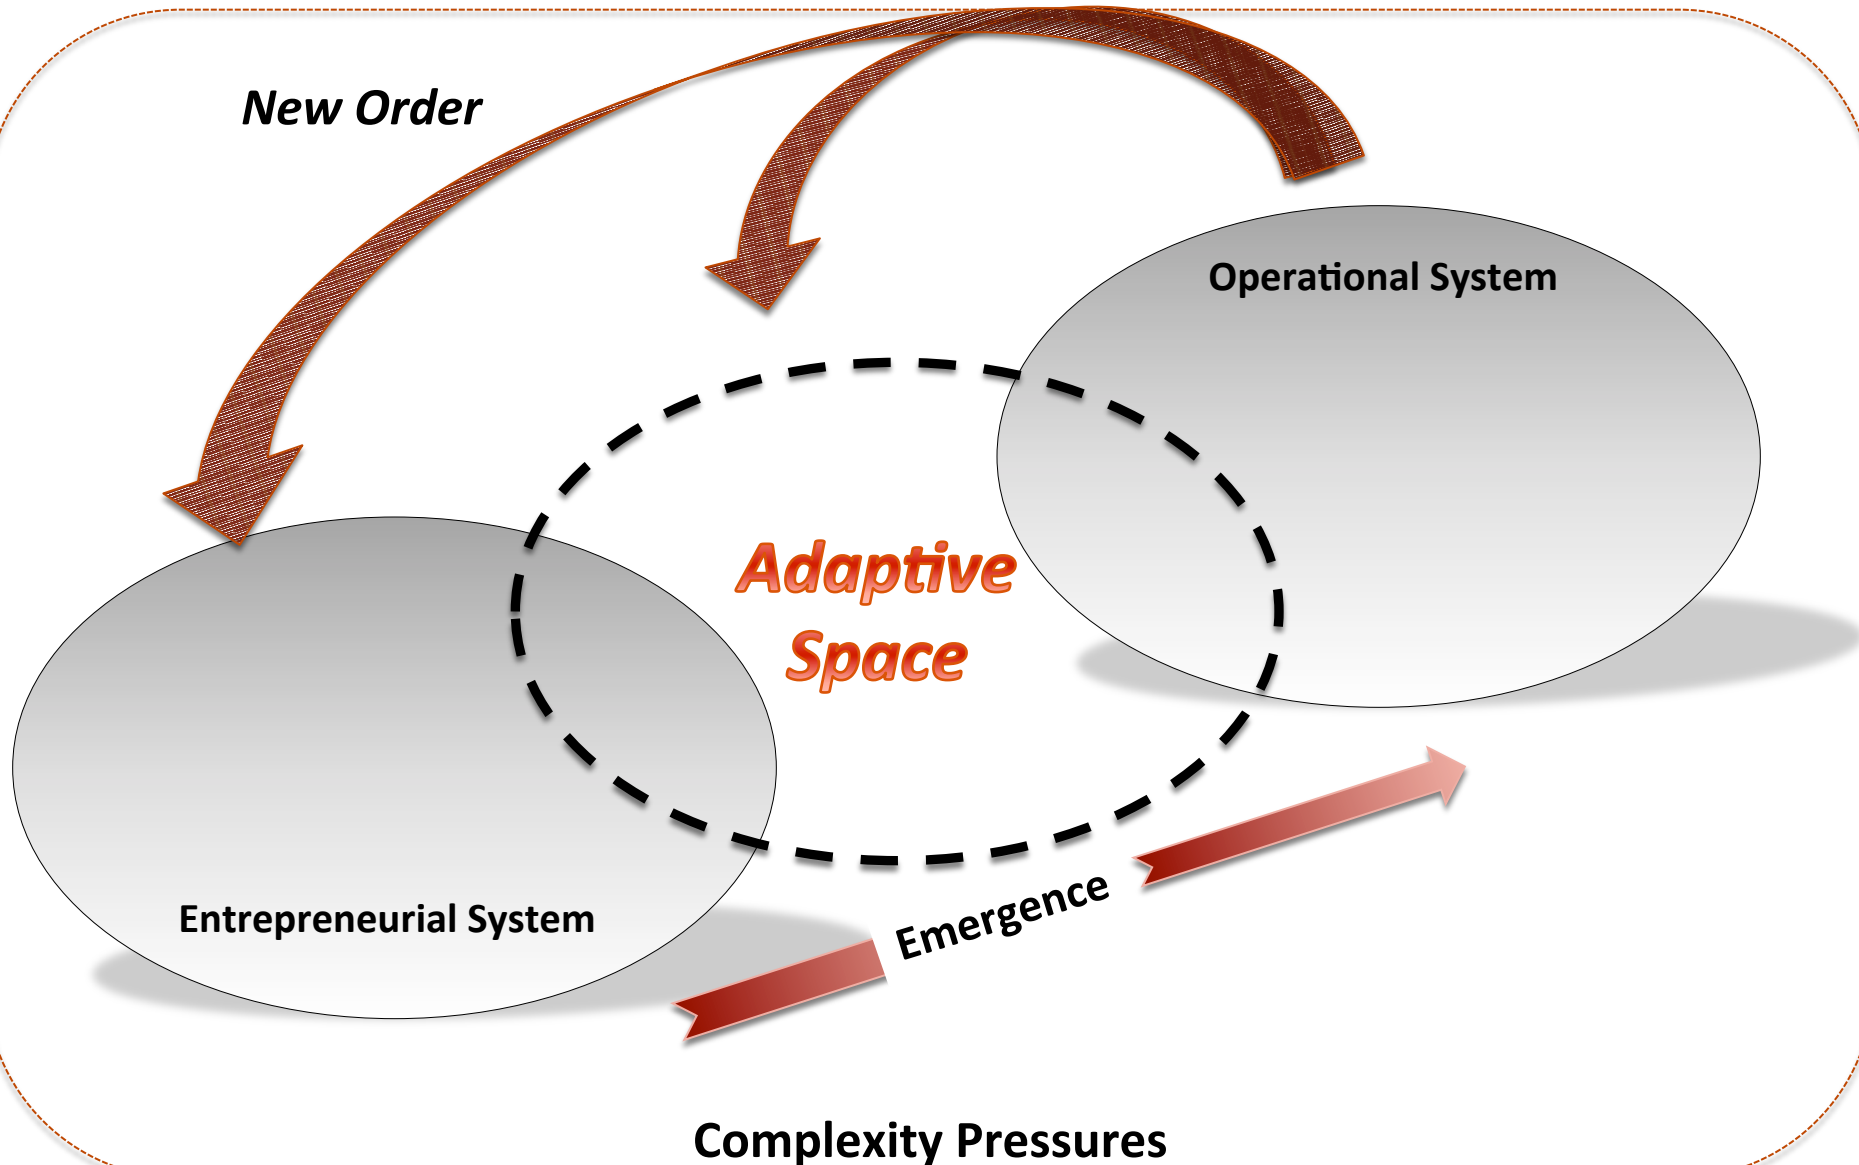 New Order
Operational System
Adaptive
Space
Entrepreneurial System
Emergence
Complexity Pressures